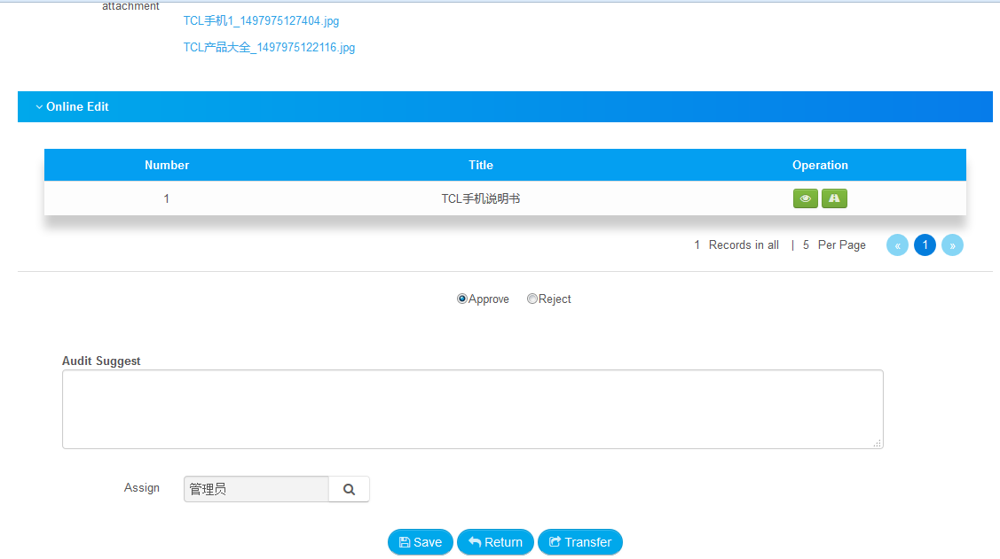 attachment
TCL手机1_1497975127404.jpg
TCL产品大全_1497975122116.jpg
Online Edit
Number Title Operation
1 TCL手机说明书
1 Records in all | 5 Per Page « 1 »
Approve Reject
Audit Suggest
Assign 管理员
Save Return Transfer